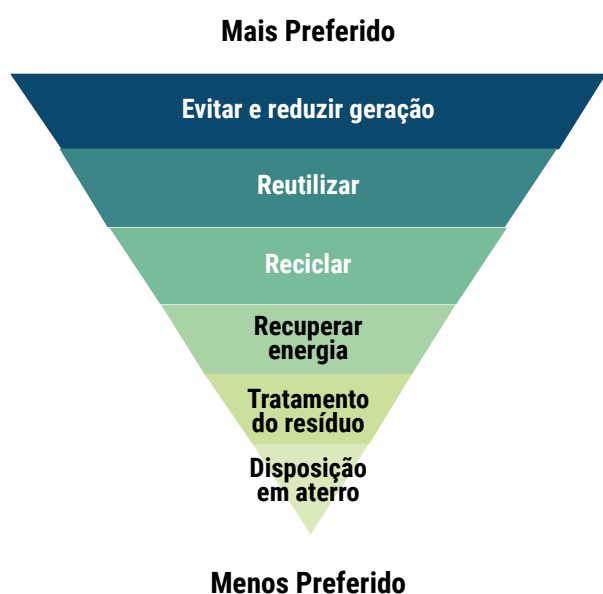 Mais Preferido
Evitar e reduzir geração
Reutilizar
Reciclar
Recuperar
energia
Tratamento
do resíduo
Disposição
em aterro
Menos Preferido